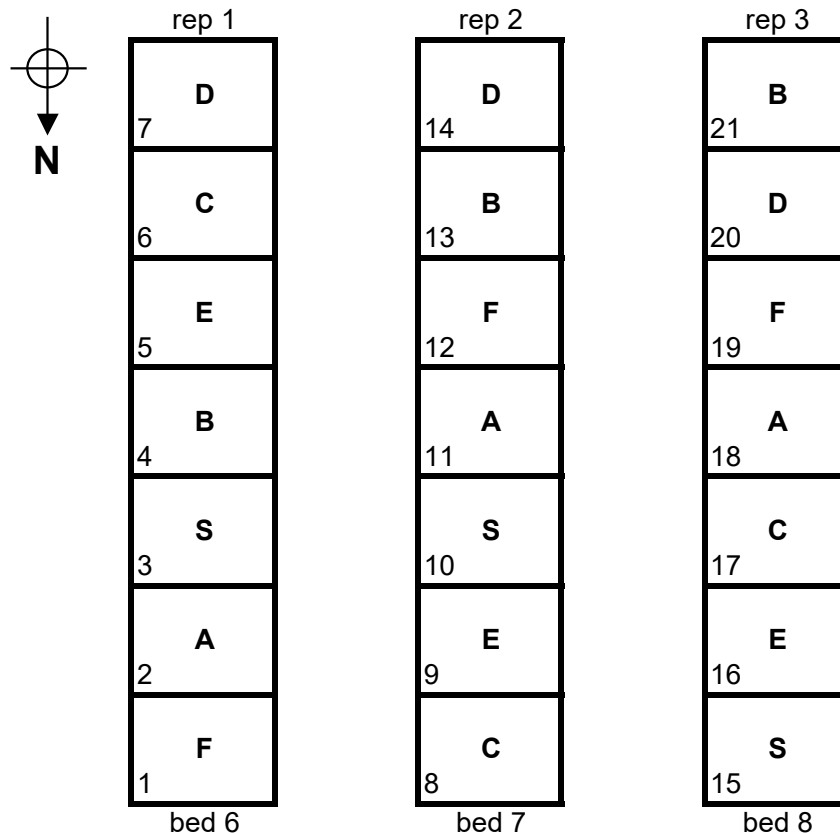 rep 1 rep 2 rep 3
N
D D B
7 14 21
C B D
6 13 20
E F F
5 12 19
B A A
4 11 18
S S C
3 10 17
A E E
2 9 16
F C S
1 8 15
bed 6 bed 7 bed 8